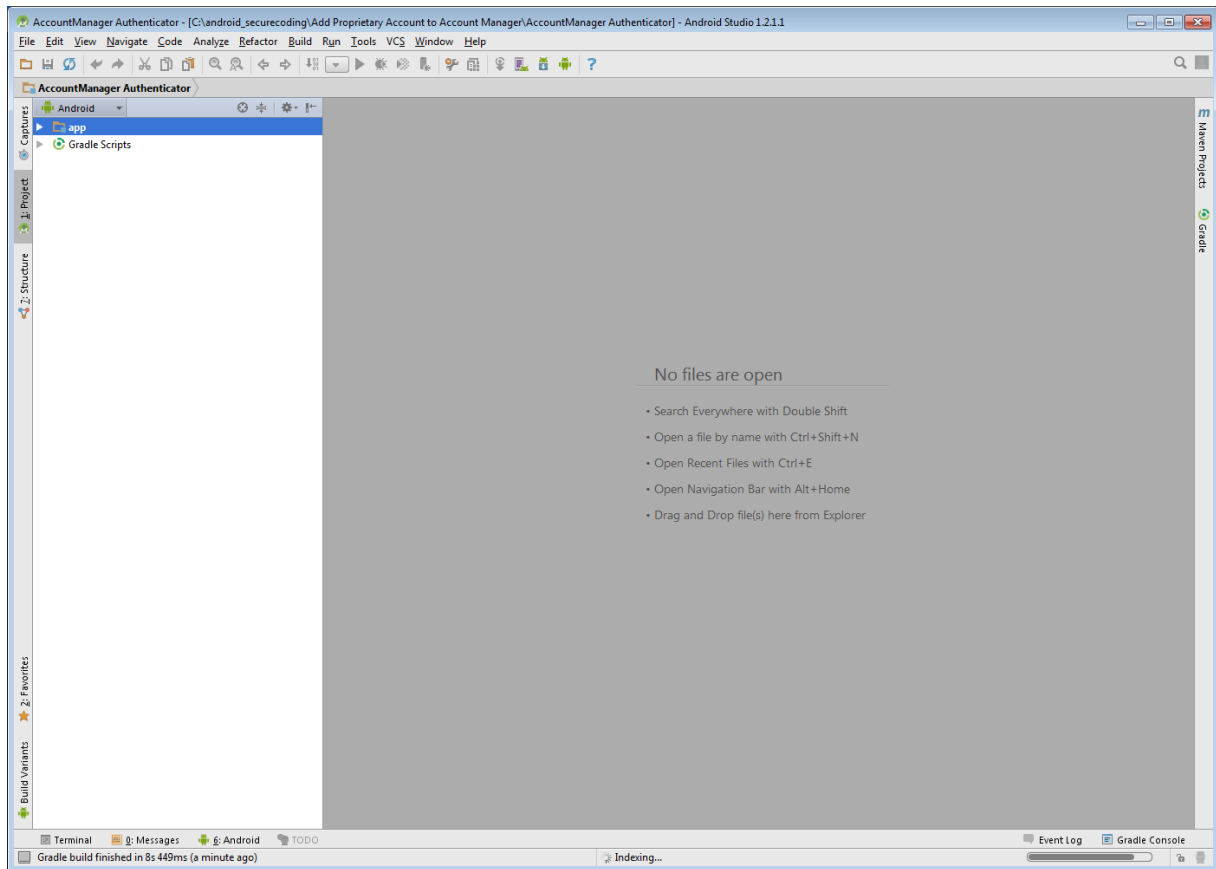 AccountManager Authenticator - [C:\android_securecoding\Add Proprietary Account to Account Manager\AccountManager Authenticator] - Android Studio 1.2.1.1
File Edit View Navigate Code Analyze Refactor Build Run Tools VCS Window Help
AccountManager Authenticator
Android
app
Gradle Scripts
Captures
1: Project
7: Structure
2: Favorites
Build Variants
No files are open
• Search Everywhere with Double Shift
• Open a file by name with Ctrl+Shift+N
• Open Recent Files with Ctrl+E
• Open Navigation Bar with Alt+Home
• Drag and Drop file(s) here from Explorer
m Maven Projects
Gradle
Terminal 0: Messages 6: Android TODO Event Log Gradle Console
Gradle build finished in 8s 449ms (a minute ago) Indexing...